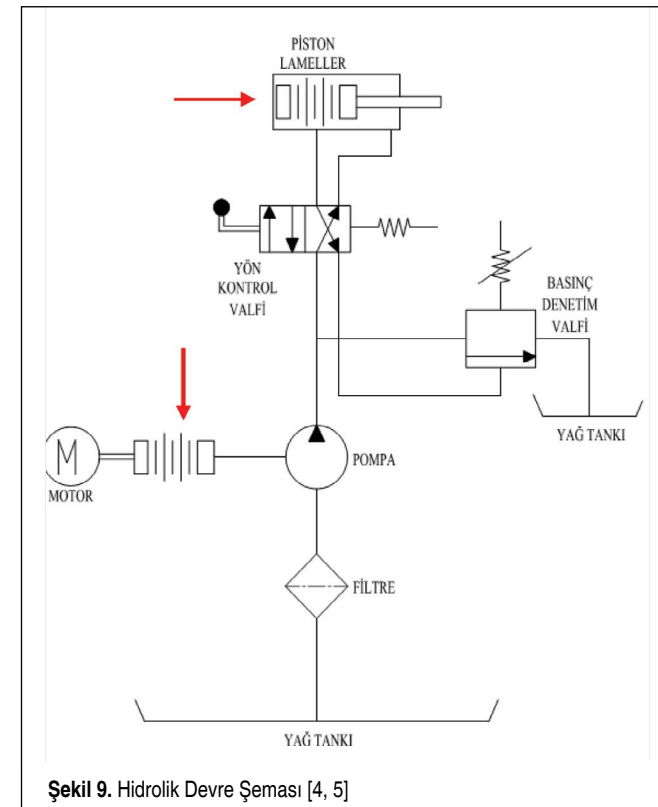 PİSTON
LAMELLER
YÖN
KONTROL
VALFİ
BASINÇ
DENETİM
VALFİ
YAĞ TANKI
M
MOTOR
POMPA
FİLTRE
YAĞ TANKI
Şekil 9. Hidrolik Devre Şeması [4, 5]